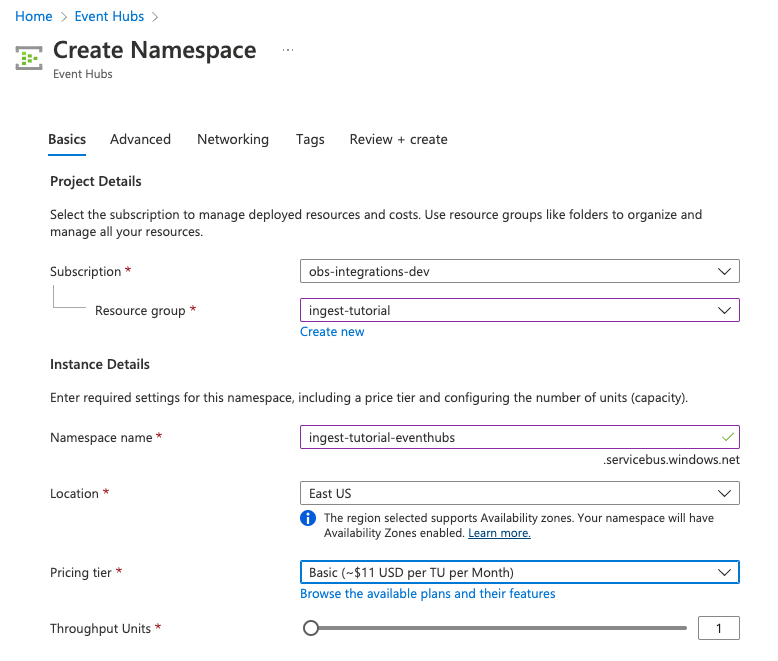 Home > Event Hubs >
Create Namespace ...
Event Hubs
Basics Advanced Networking Tags Review + create
Project Details
Select the subscription to manage deployed resources and costs. Use resource groups like folders to organize and
manage all your resources.
Subscription * obs-integrations-dev
Resource group * ingest-tutorial
Create new
Instance Details
Enter required settings for this namespace, including a price tier and configuring the number of units (capacity).
Namespace name * ingest-tutorial-eventhubs
.servicebus.windows.net
Location * East US
The region selected supports Availability zones. Your namespace will have
Availability Zones enabled. Learn more.
Pricing tier * Basic (~$11 USD per TU per Month)
Browse the available plans and their features
Throughput Units * 1